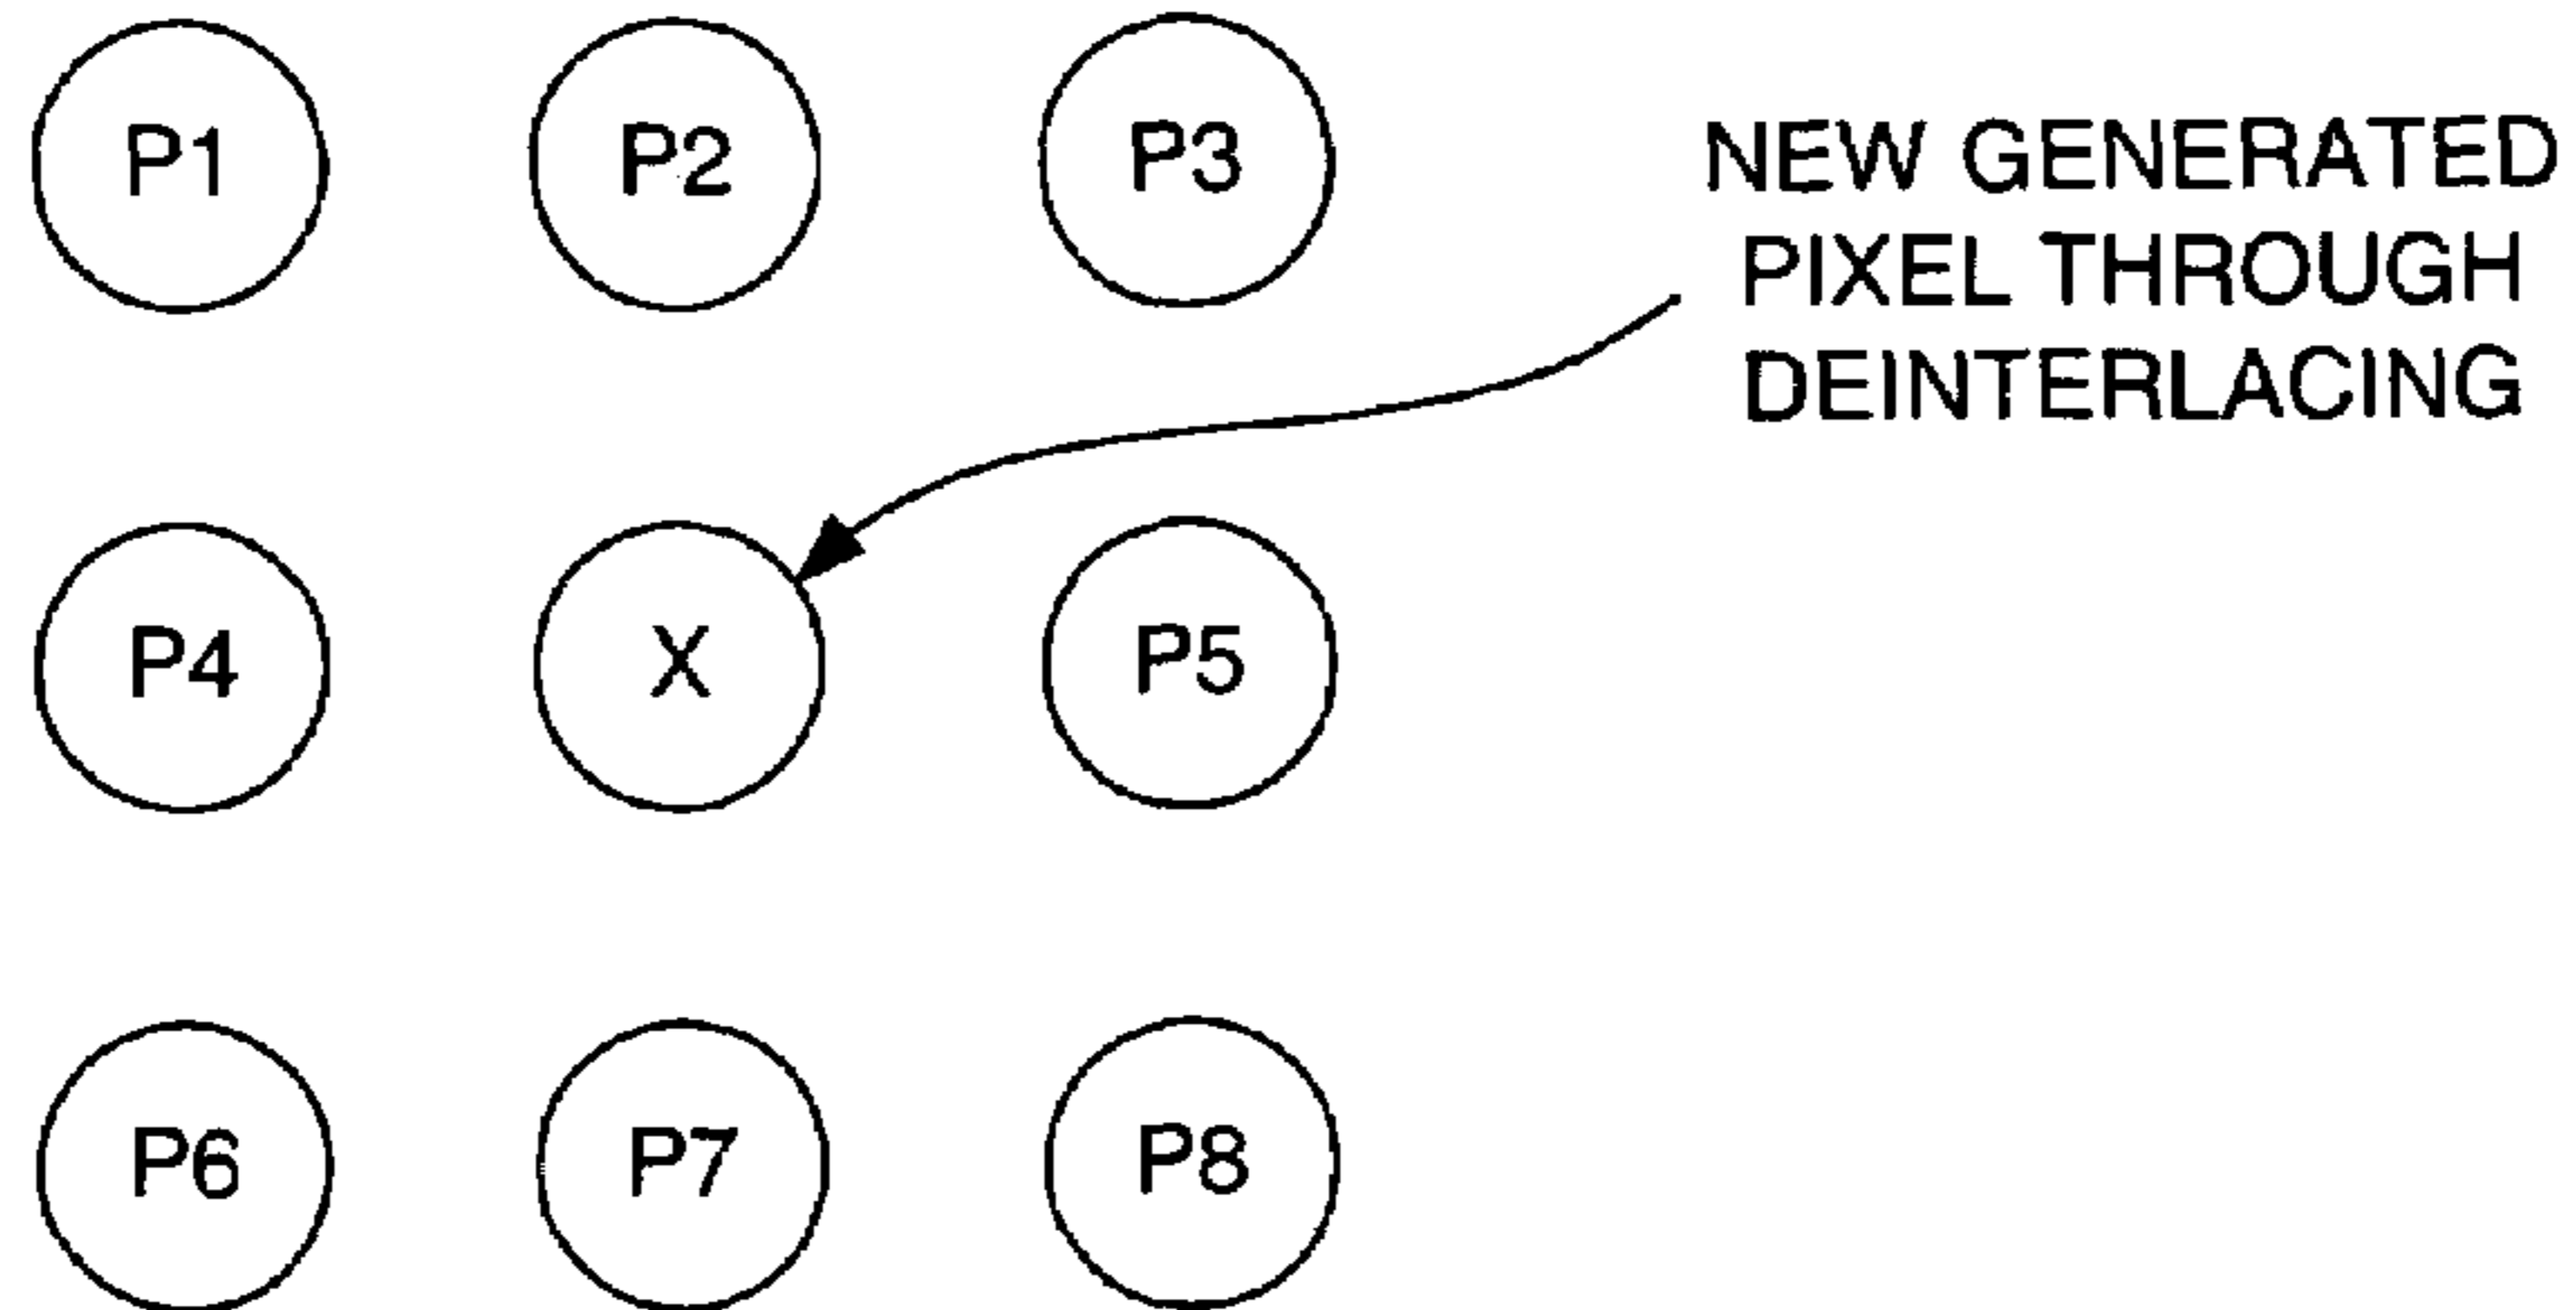 P1 P2 P3
NEW GENERATED
PIXEL THROUGH
DEINTERLACING
P4 X P5
P6 P7 P8